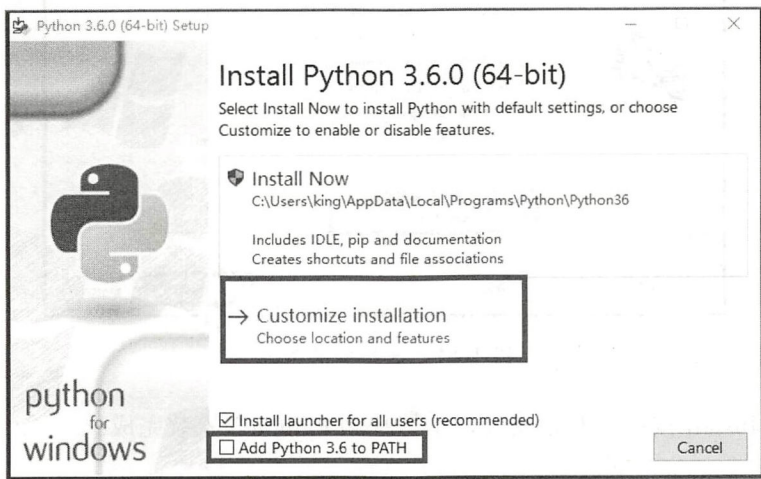 Python 3.6.0 (64-bit) Setup
Install Python 3.6.0 (64-bit)
Select Install Now to install Python with default settings, or choose
Customize to enable or disable features.
Install Now
C:\Users\king\AppData\Local\Programs\Python\Python36
Includes IDLE, pip and documentation
Creates shortcuts and file associations
→ Customize installation
Choose location and features
python
for
windows
Install launcher for all users (recommended)
Add Python 3.6 to PATH
Cancel